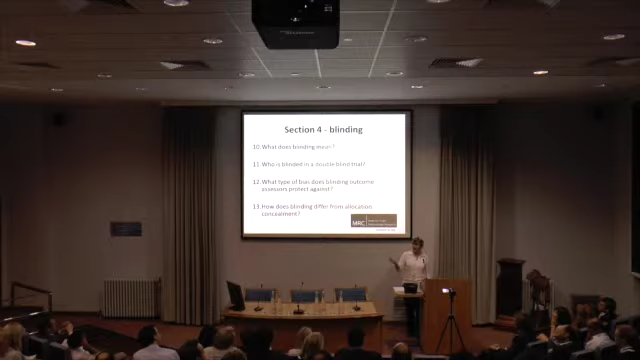 Section 4 - blinding
10. What does blinding mean?
11. Who is blinded in a double blind trial?
12. What type of bias does blinding outcome
assessors protect against?
13. How does blinding differ from allocation
concealment?
MRC